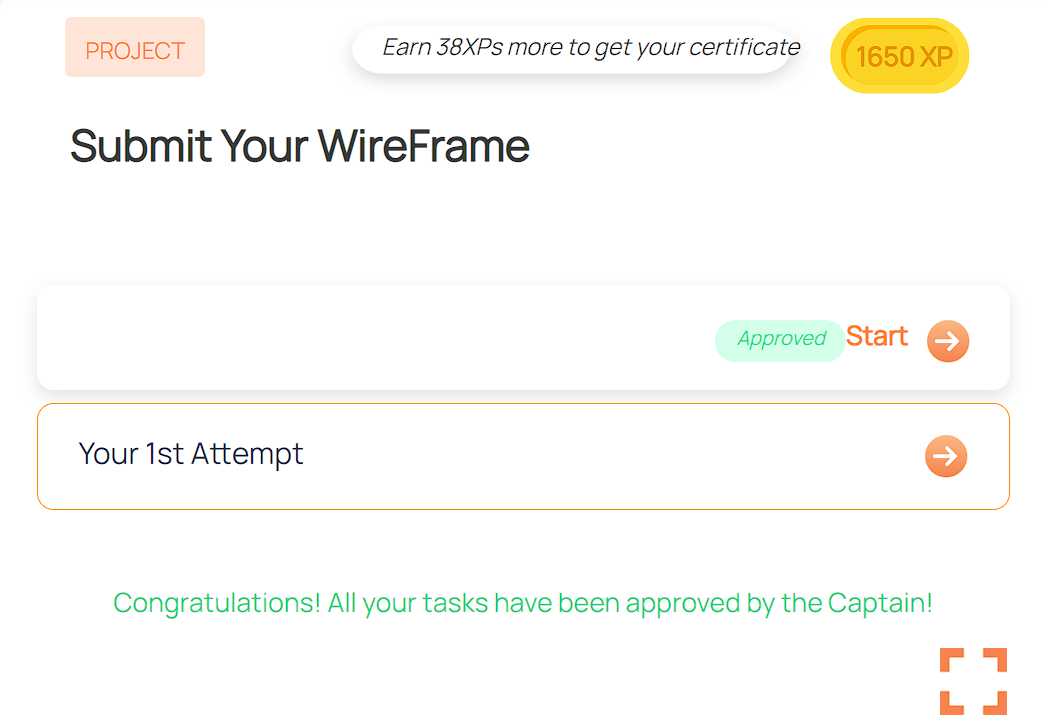 PROJECT
Earn 38XPs more to get your certificate
1650 XP
Submit Your WireFrame
Approved
Start
Your 1st Attempt
Congratulations! All your tasks have been approved by the Captain!